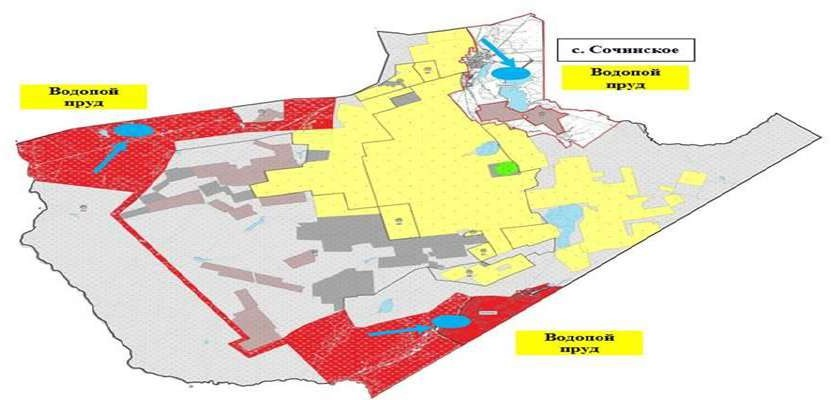 с. Сочинское
Водопой
пруд
Водопой
пруд
Водопой
пруд